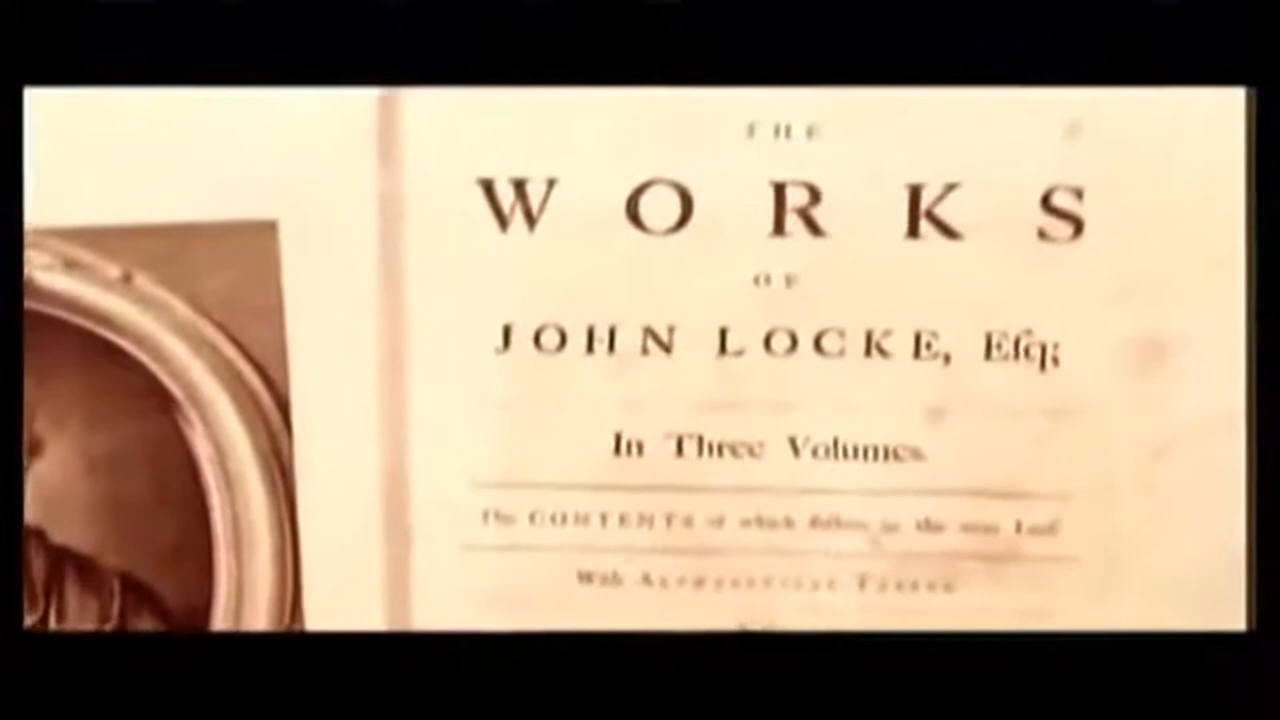 THE
WORKS
OF
JOHN LOCKE, Eſq;
In Three Volumes.
The CONTENTS of which follow in the next Leaf
With